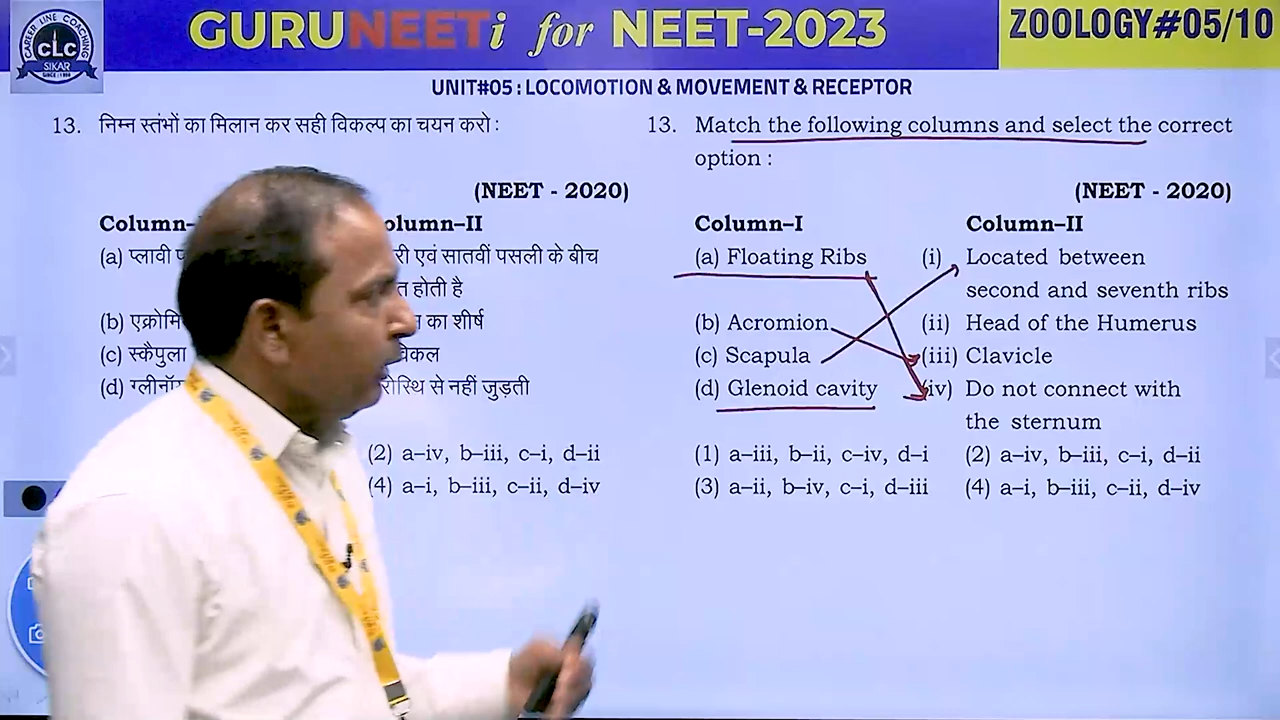 CAREER LINE COACHING
CLC
SIKAR
SINCE : 1996
GURUNEETi for NEET-2023
ZOOLOGY#05/10
UNIT#05 : LOCOMOTION & MOVEMENT & RECEPTOR
13. निम्न स्तंभों का मिलान कर सही विकल्प का चयन करो :
(NEET - 2020)
Column-
olumn–II
(a) प्लावी
री एवं सातवीं पसली के बीच
त होती है
(b) एक्रोमि
का शीर्ष
(c) स्कैपुला
(d) ग्लीनॉ
रोस्थि से नहीं जुड़ती
(2) a–iv, b–iii, c–i, d–ii
(4) a–i, b–iii, c–ii, d–iv
13. Match the following columns and select the correct
option :
(NEET - 2020)
Column–I Column–II
(a) Floating Ribs (i) Located between
second and seventh ribs
(b) Acromion (ii) Head of the Humerus
(c) Scapula (iii) Clavicle
(d) Glenoid cavity (iv) Do not connect with
the sternum
(1) a–iii, b–ii, c–iv, d–i (2) a–iv, b–iii, c–i, d–ii
(3) a–ii, b–iv, c–i, d–iii (4) a–i, b–iii, c–ii, d–iv